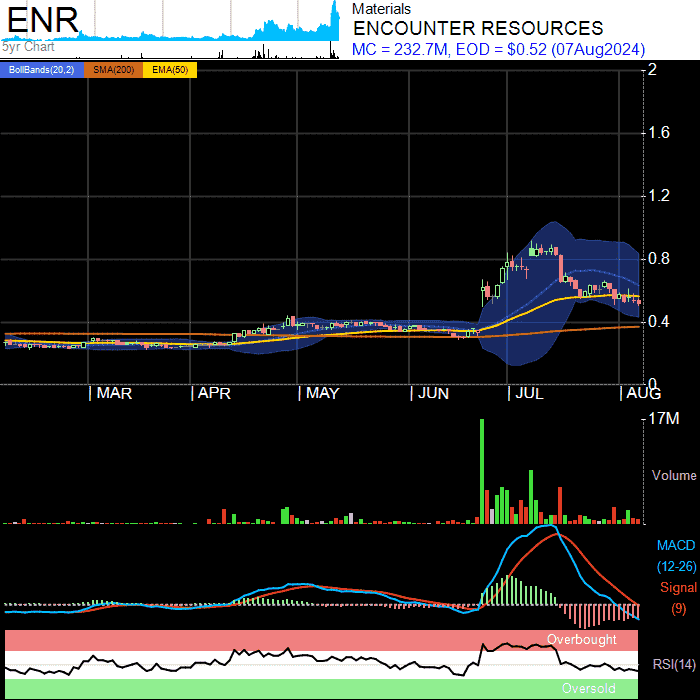 ENR
5yr Chart
Materials
ENCOUNTER RESOURCES
MC = 232.7M, EOD = $0.52 (07Aug2024)
BollBands(20,2) SMA(200) EMA(50)
2
1.6
1.2
0.8
0.4
0
MAR APR MAY JUN JUL AUG
17M
Volume
MACD
(12-26)
Signal
(9)
Overbought
RSI(14)
Oversold